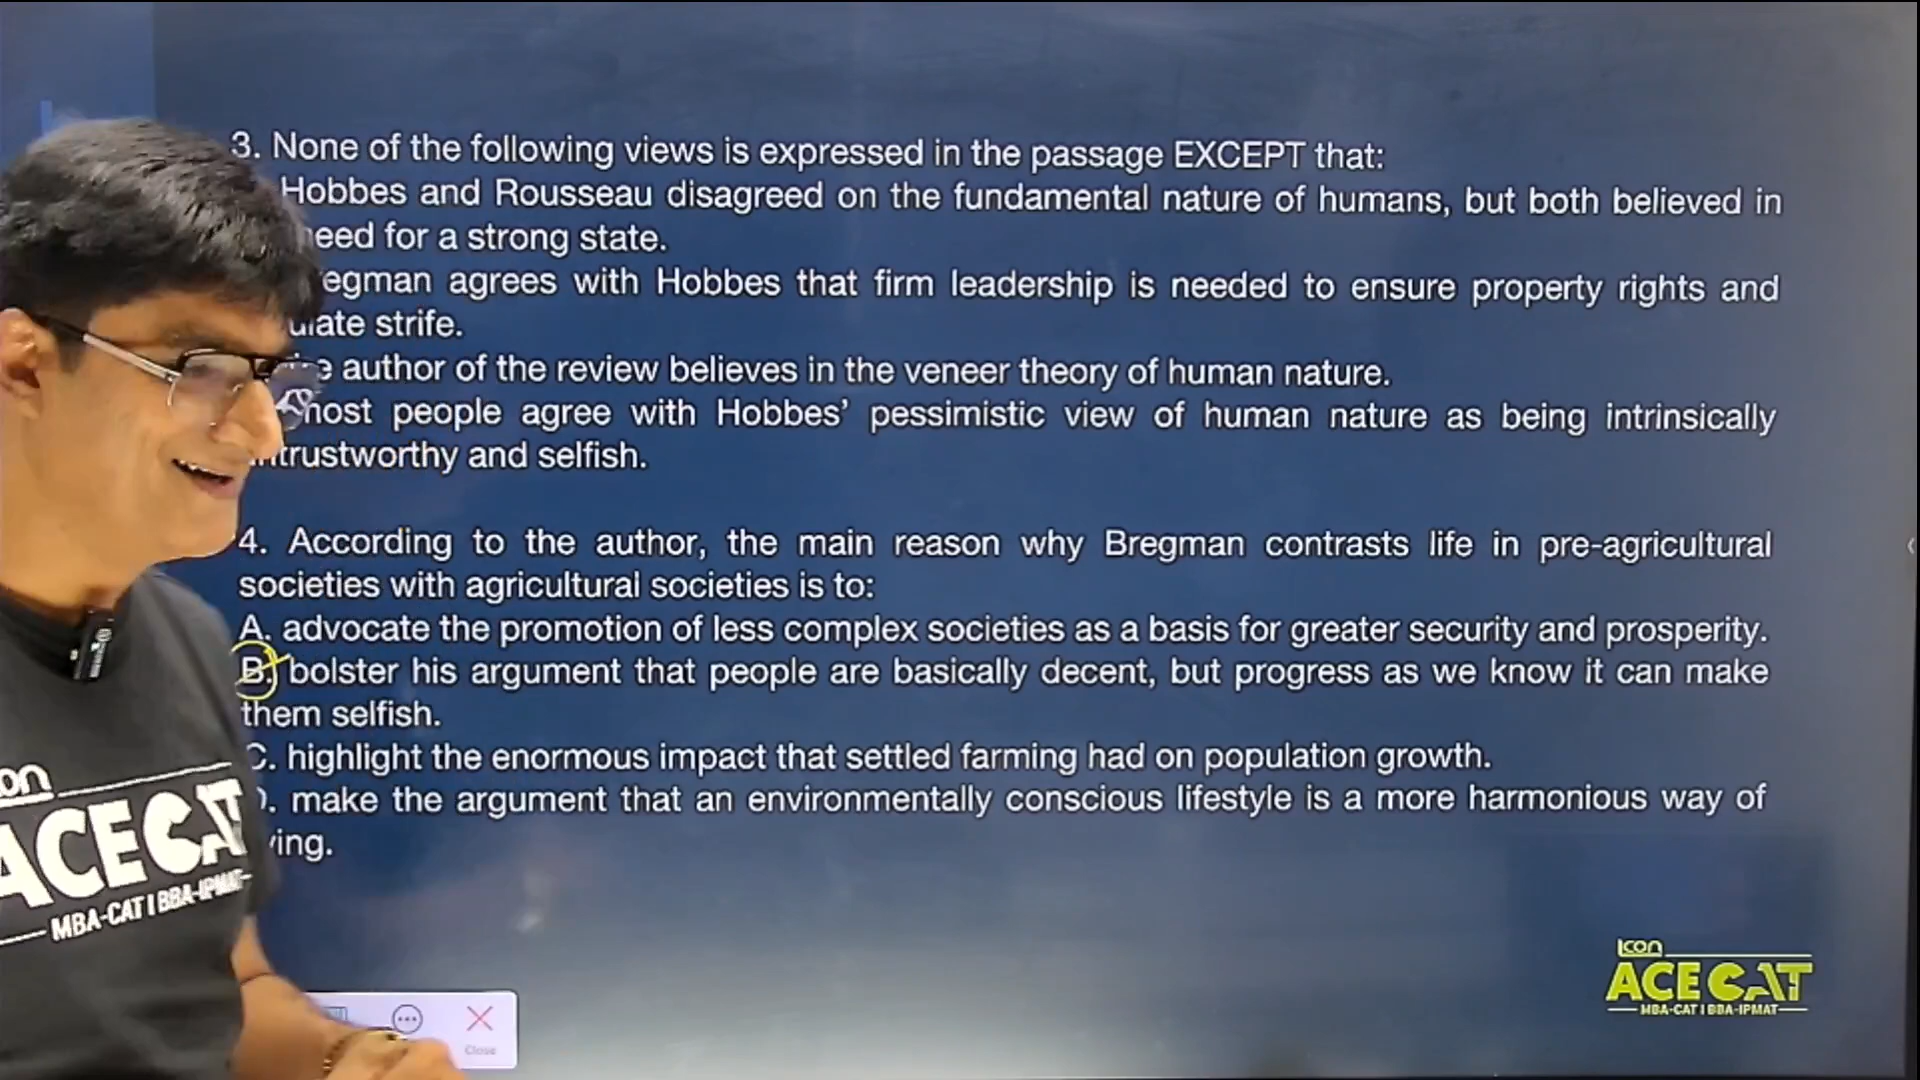 3. None of the following views is expressed in the passage EXCEPT that:
Hobbes and Rousseau disagreed on the fundamental nature of humans, but both believed in
need for a strong state.
regman agrees with Hobbes that firm leadership is needed to ensure property rights and
ulate strife.
e author of the review believes in the veneer theory of human nature.
most people agree with Hobbes’ pessimistic view of human nature as being intrinsically
ntrustworthy and selfish.
4. According to the author, the main reason why Bregman contrasts life in pre-agricultural
societies with agricultural societies is to:
A. advocate the promotion of less complex societies as a basis for greater security and prosperity.
B. bolster his argument that people are basically decent, but progress as we know it can make
them selfish.
C. highlight the enormous impact that settled farming had on population growth.
. make the argument that an environmentally conscious lifestyle is a more harmonious way of
ving.
on
ACECAT
MBA-CAT | BBA-IPMAT
Close
icon
ACECAT
MBA-CAT | BBA-IPMAT